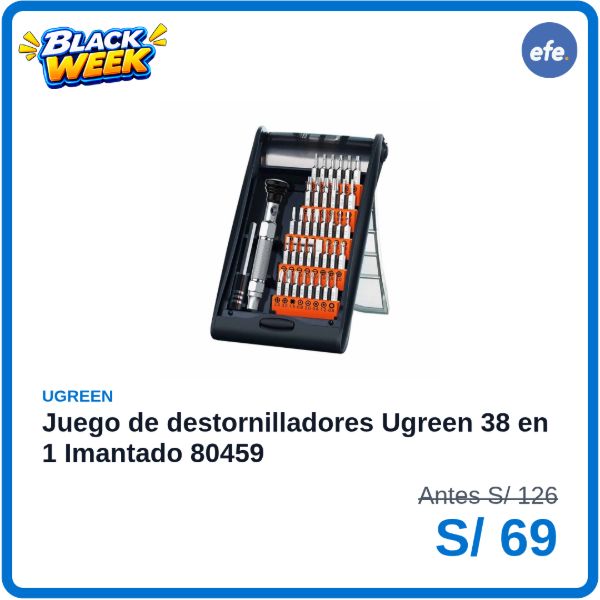 BLACK
WEEK
efe.
UGREEN
Juego de destornilladores Ugreen 38 en
1 Imantado 80459
Antes S/ 126
S/ 69